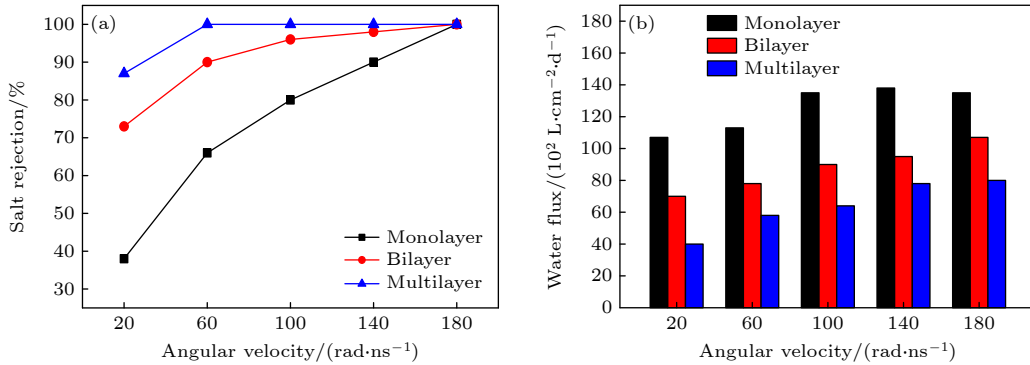 (a)
Salt rejection/%
100
90
80
70
60
50
40
30
Monolayer
Bilayer
Multilayer
20 60 100 140 180
Angular velocity/(rad·ns⁻¹)
(b)
Water flux/(10² L·cm⁻²·d⁻¹)
180
160
140
120
100
80
60
40
20
0
Monolayer
Bilayer
Multilayer
20 60 100 140 180
Angular velocity/(rad·ns⁻¹)